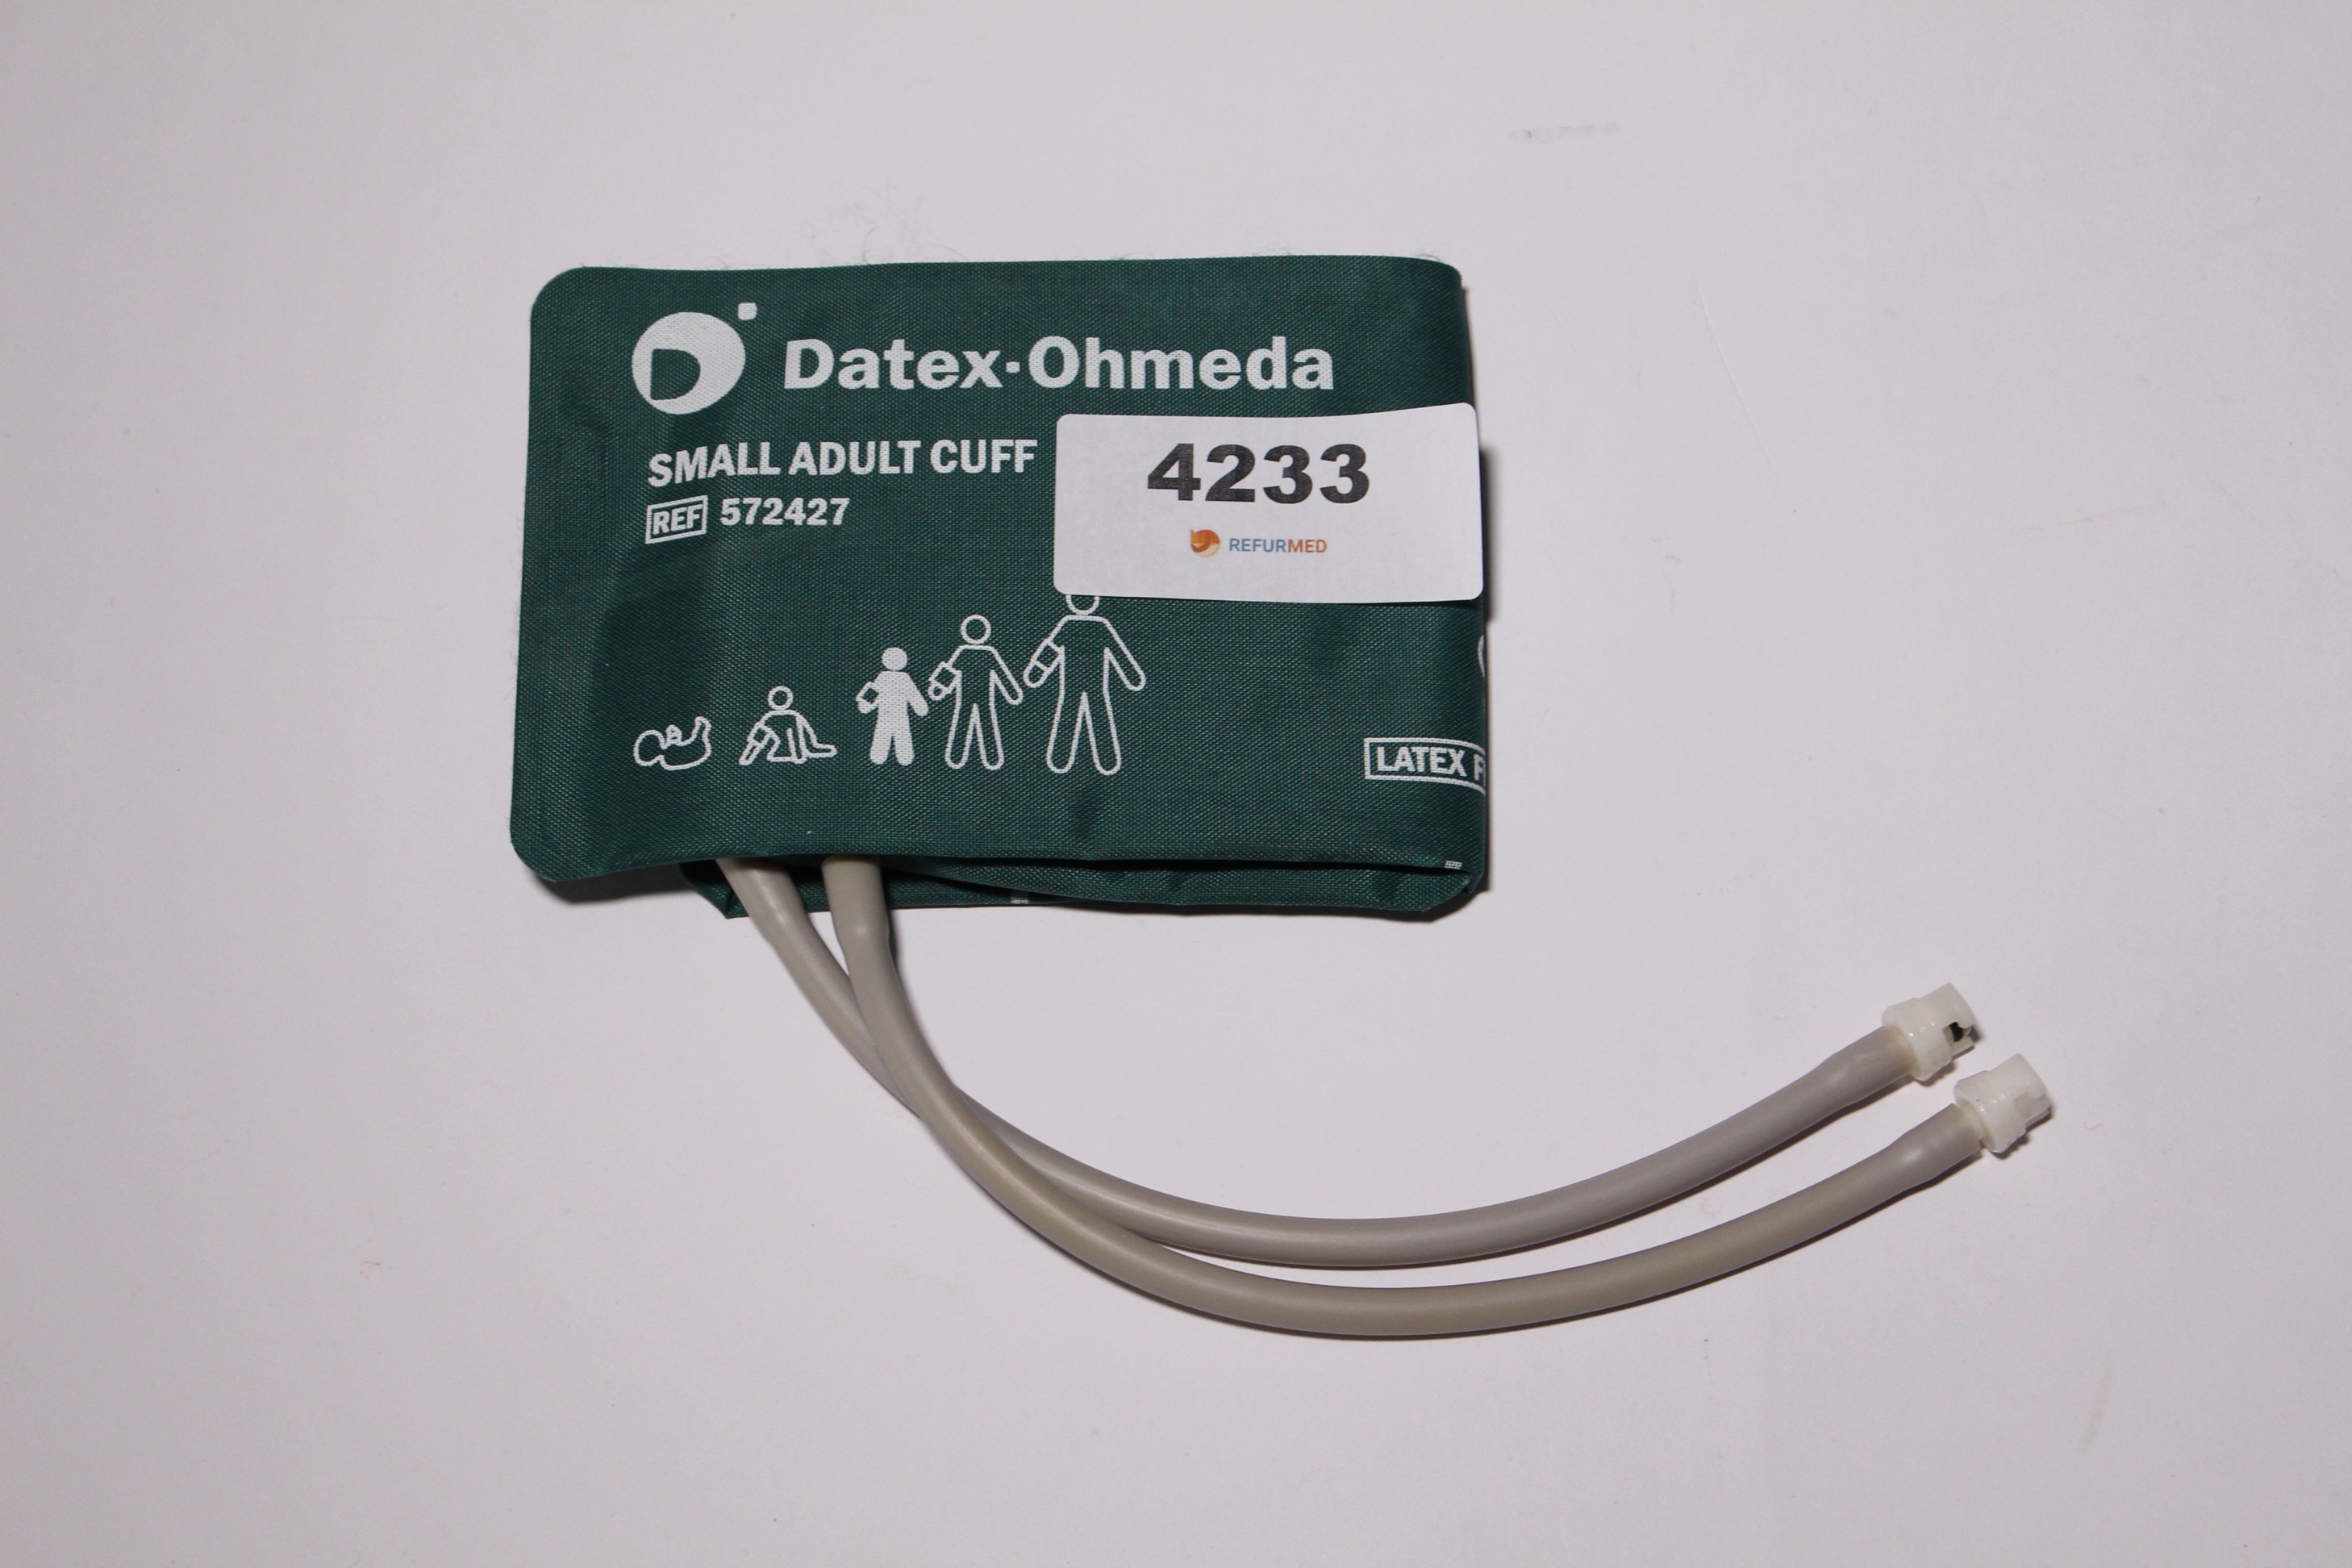 Datex-Ohmeda
SMALL ADULT CUFF
REF 572427
4233
REFURMED
LATEX